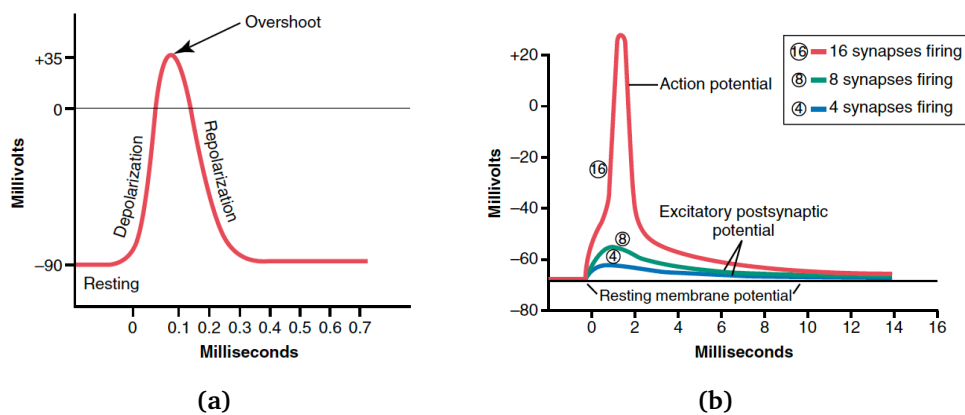 Overshoot
+35
0
−90
Millivolts
Depolarization
Repolarization
Resting
0 0.1 0.2 0.3 0.4 0.5 0.6 0.7
Milliseconds
(a)
+20
0
−20
−40
−60
−80
Millivolts
16 16 synapses firing
8 8 synapses firing
4 4 synapses firing
Action potential
16
Excitatory postsynaptic
potential
8
4
Resting membrane potential
0 2 4 6 8 10 12 14 16
Milliseconds
(b)